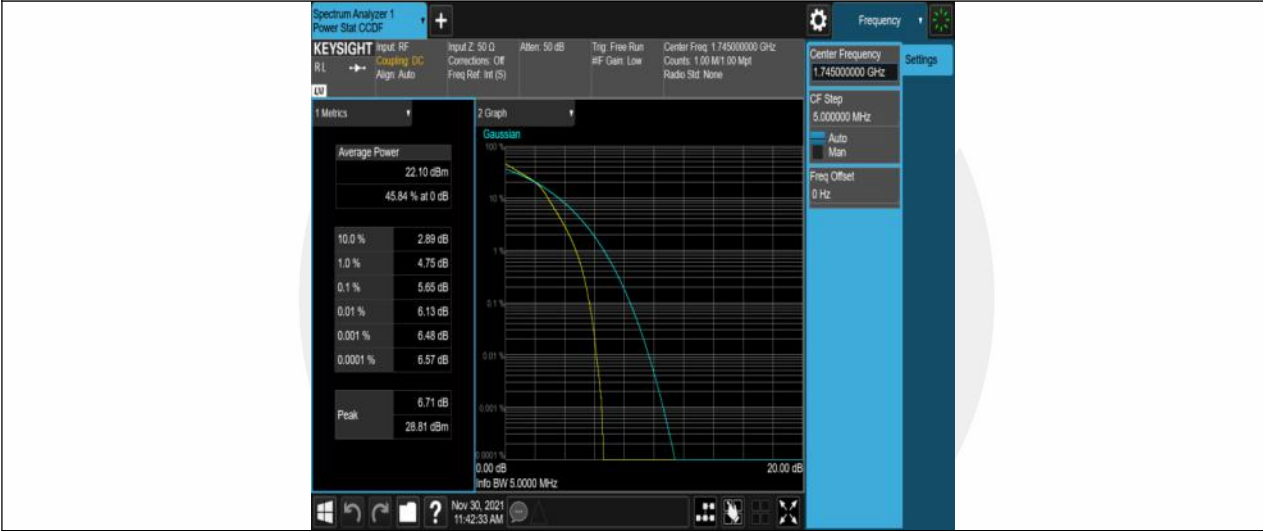 Spectrum Analyzer 1
Power Stat CCDF
+
Frequency
KEYSIGHT
RL
LV
Input: RF
Coupling: DC
Align: Auto
Input Z: 50 Ω
Corrections: Off
Freq Ref: Int (S)
Atten: 50 dB
Trig: Free Run
#IF Gain: Low
Center Freq: 1.745000000 GHz
Counts: 1.00 M/1.00 Mpt
Radio Std: None
Center Frequency
1.745000000 GHz
Settings
CF Step
5.000000 MHz
Auto
Man
Freq Offset
0 Hz
1 Metrics
Average Power
22.10 dBm
45.84 % at 0 dB
10.0 % 2.89 dB
1.0 % 4.75 dB
0.1 % 5.65 dB
0.01 % 6.13 dB
0.001 % 6.48 dB
0.0001 % 6.57 dB
Peak
6.71 dB
28.81 dBm
2 Graph
Gaussian
100 %
10 %
1 %
0.1 %
0.01 %
0.001 %
0.0001 %
0.00 dB 20.00 dB
Info BW 5.0000 MHz
?
Nov 30, 2021
11:42:33 AM